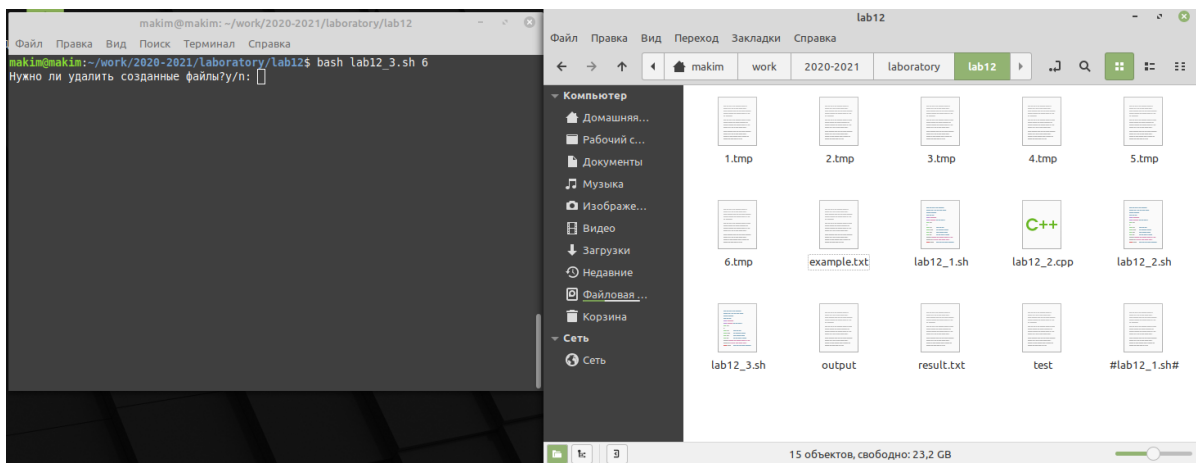 makim@makim: ~/work/2020-2021/laboratory/lab12
Файл Правка Вид Поиск Терминал Справка
makim@makim:~/work/2020-2021/laboratory/lab12$ bash lab12_3.sh 6
Нужно ли удалить созданные файлы?y/n:
lab12
Файл Правка Вид Переход Закладки Справка
makim work 2020-2021 laboratory lab12
Компьютер
Домашняя...
Рабочий с...
Документы
Музыка
Изображе...
Видео
Загрузки
Недавние
Файловая ...
Корзина
Сеть
Сеть
1.tmp 2.tmp 3.tmp 4.tmp 5.tmp
6.tmp example.txt lab12_1.sh lab12_2.cpp lab12_2.sh
C++
lab12_3.sh output result.txt test #lab12_1.sh#
15 объектов, свободно: 23,2 GB